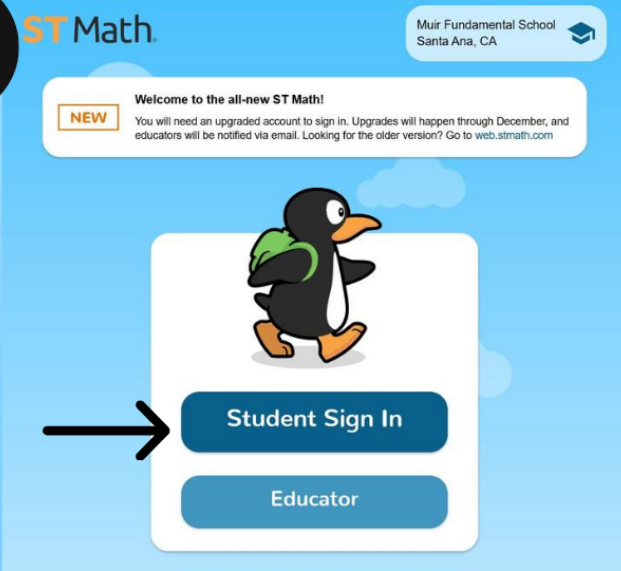 ST Math.
Muir Fundamental School
Santa Ana, CA
NEW
Welcome to the all-new ST Math!
You will need an upgraded account to sign in. Upgrades will happen through December, and
educators will be notified via email. Looking for the older version? Go to web.stmath.com
Student Sign In
Educator